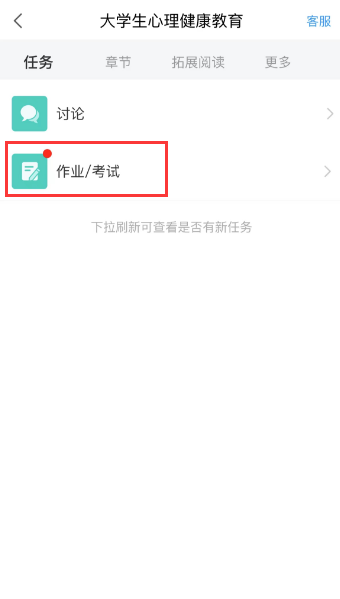 大学生心理健康教育 客服
任务 章节 拓展阅读 更多
讨论
作业/考试
下拉刷新可查看是否有新任务